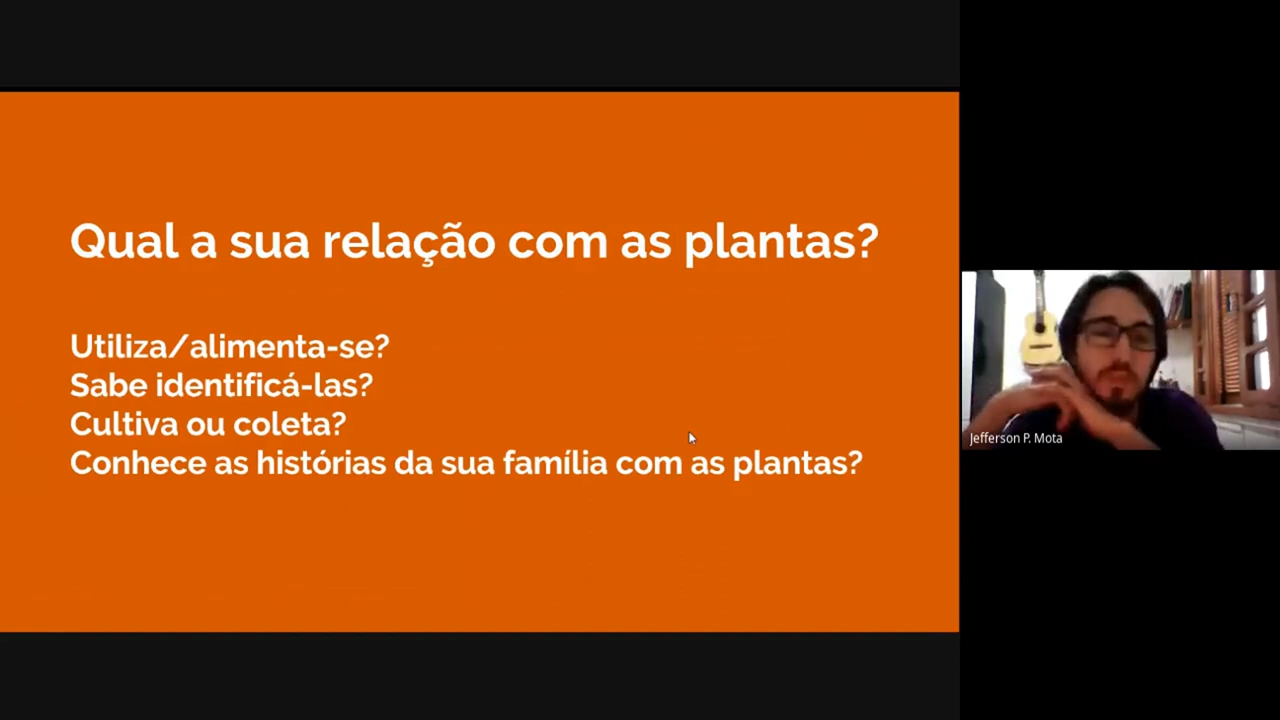 Qual a sua relação com as plantas?
Utiliza/alimenta-se?
Sabe identificá-las?
Cultiva ou coleta?
Conhece as histórias da sua família com as plantas?
Jefferson P. Mota